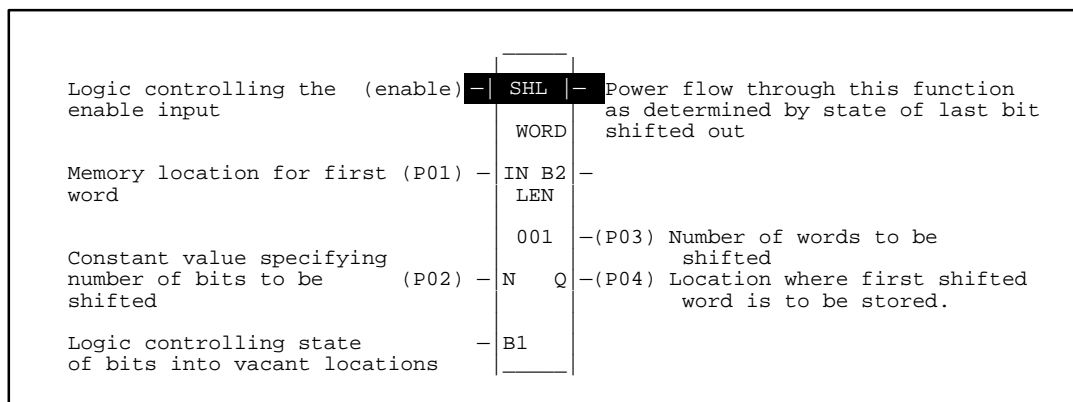 Logic controlling the (enable) –| SHL |– Power flow through this function
enable input as determined by state of last bit
WORD shifted out
Memory location for first (P01) – IN B2 –
word LEN
001 –(P03) Number of words to be
Constant value specifying shifted
number of bits to be (P02) – N Q –(P04) Location where first shifted
shifted word is to be stored.
Logic controlling state – B1
of bits into vacant locations